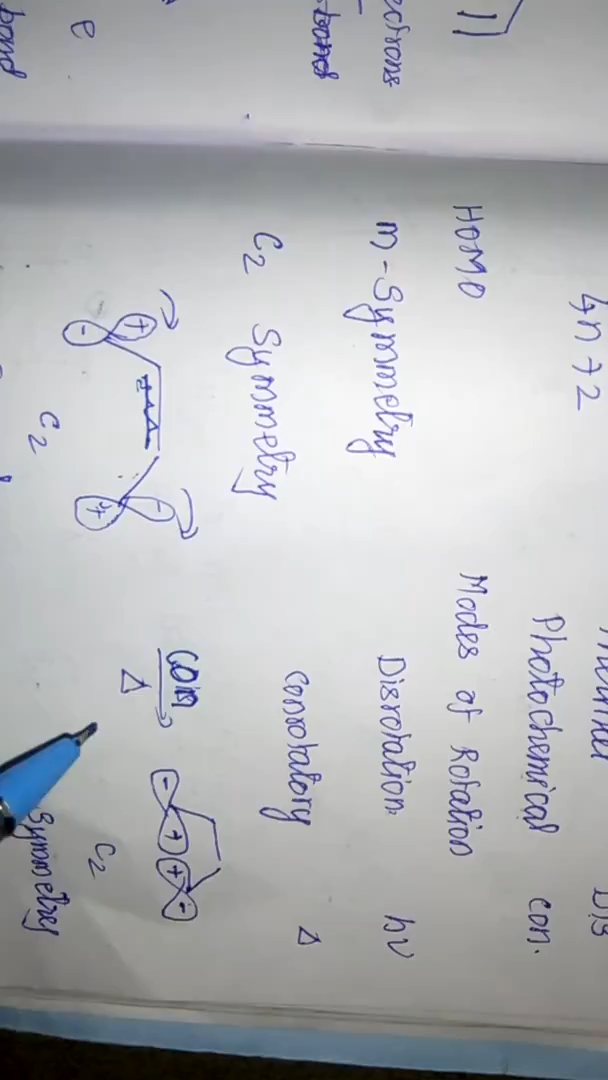 4n+2
Photochemical con.
HOMO Modes of Rotation
m-Symmetry Disrotation hν
C2 Symmetry conrotatory Δ
+ - + -
con
Δ
- + + -
C2
C2
Symmetry